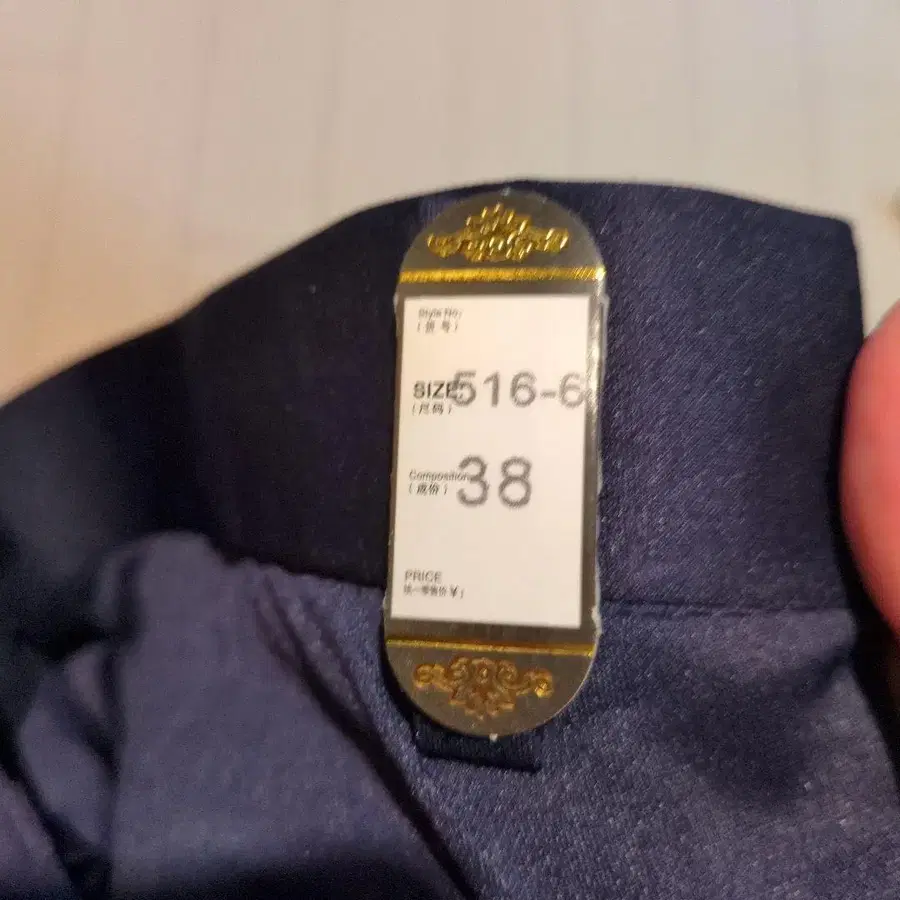 Style No:
(货 号)
SIZE:
516-6
(尺码)
Composition
38
(成份)
PRICE
统一零售价¥: